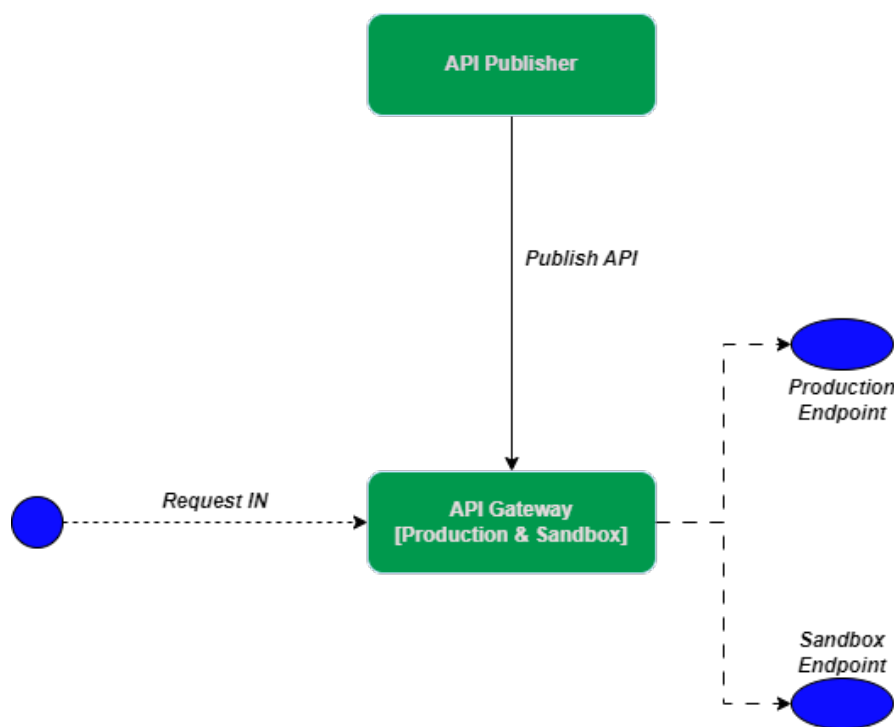 API Publisher
Publish API
Production
Endpoint
Request IN
API Gateway
[Production & Sandbox]
Sandbox
Endpoint